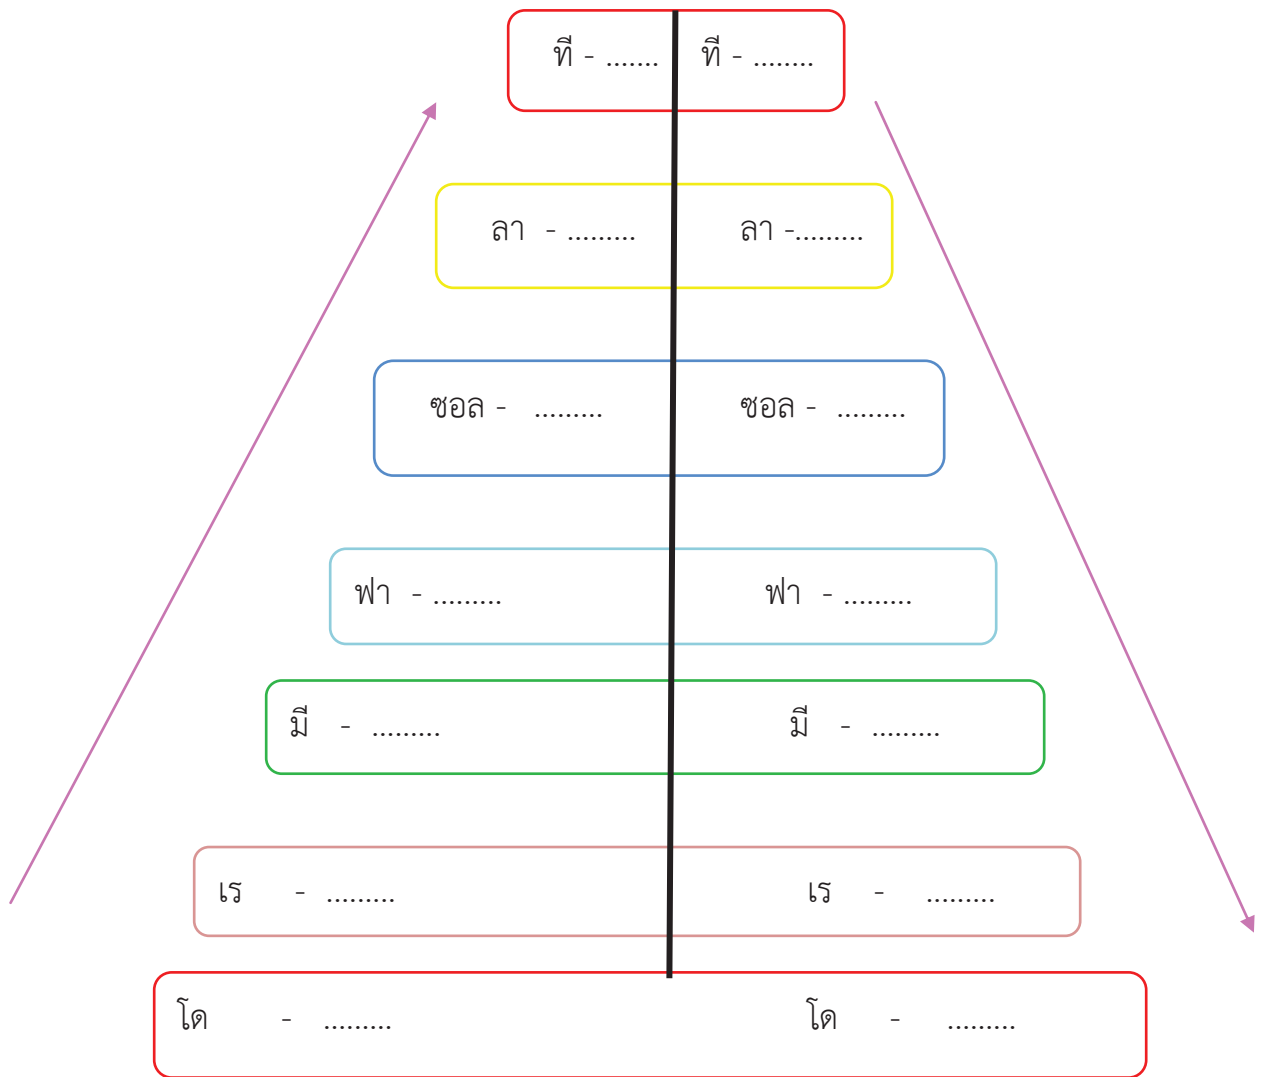 ที - ....... ที - ........
ลา - ......... ลา -.........
ซอล - ......... ซอล - .........
ฟา - ......... ฟา - .........
มี - ......... มี - .........
เร - ......... เร - .........
โด - ......... โด - .........